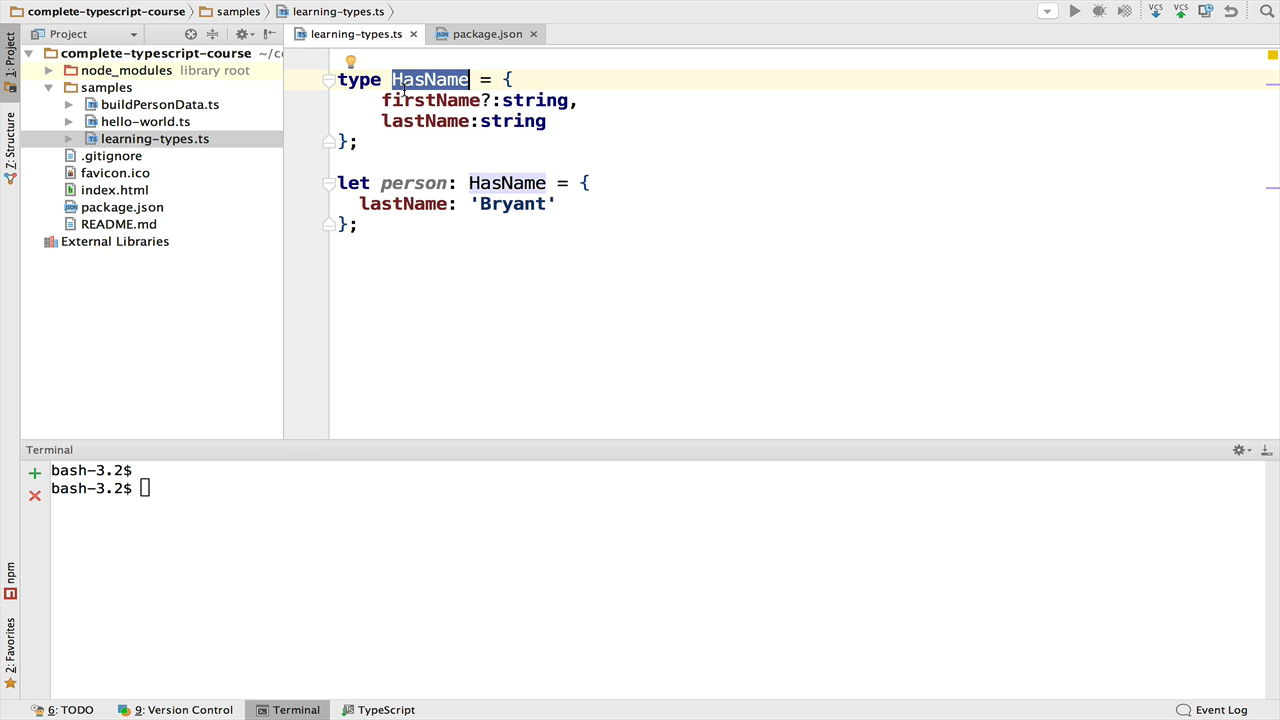 complete-typescript-course samples learning-types.ts VCS VCS
1: Project
Project
learning-types.ts package.json
complete-typescript-course ~/c
node_modules library root
samples
buildPersonData.ts
hello-world.ts
learning-types.ts
.gitignore
favicon.ico
index.html
package.json
README.md
External Libraries
Z: Structure
type HasName = {
firstName?:string,
lastName:string
};
let person: HasName = {
lastName: 'Bryant'
};
Terminal
bash-3.2$
bash-3.2$
npm
2: Favorites
6: TODO 9: Version Control Terminal TypeScript Event Log